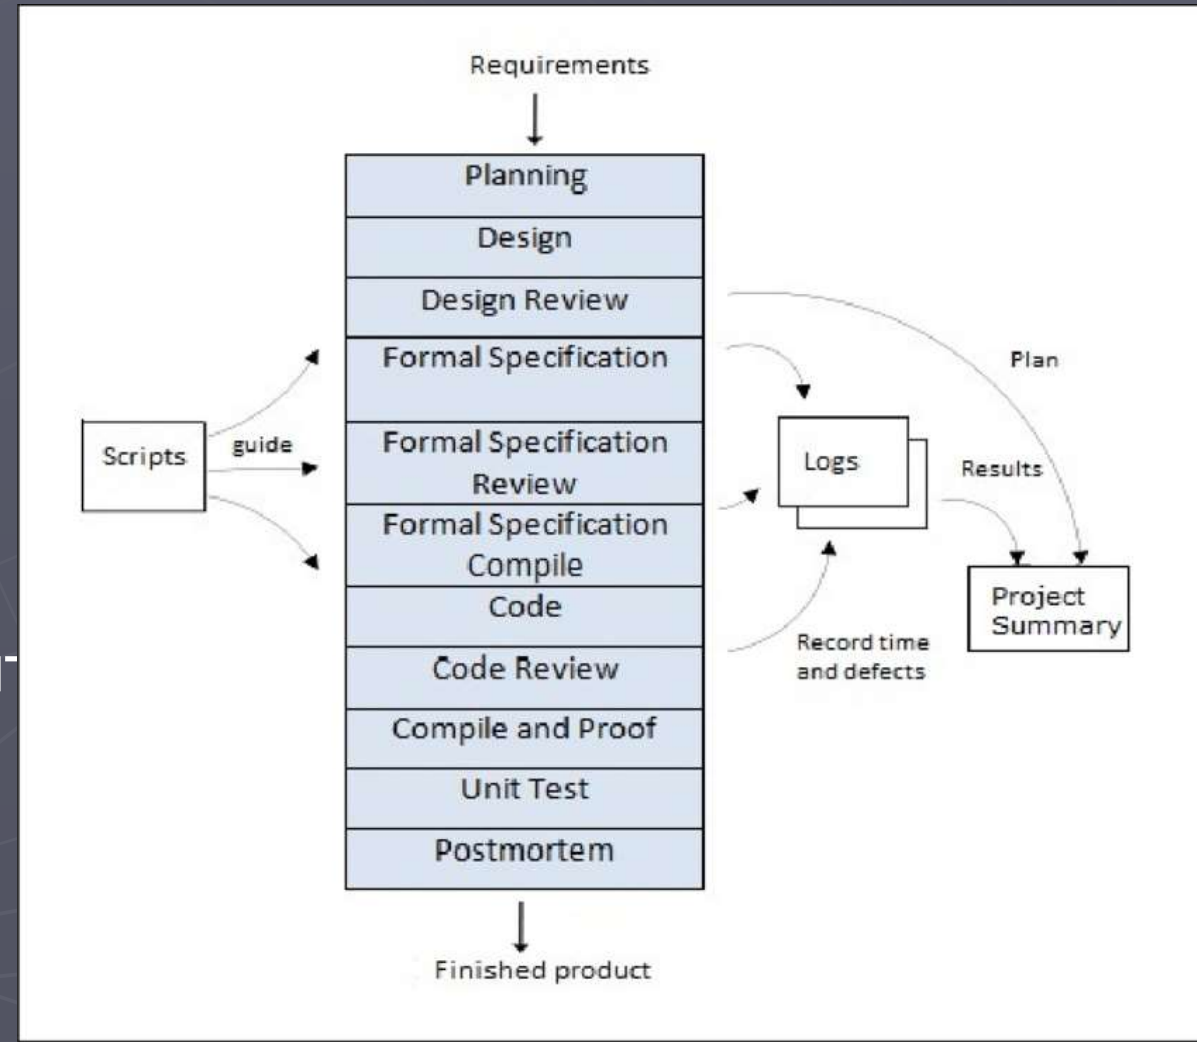 Requirements
Planning
Design
Design Review
Formal Specification
Formal Specification
Review
Formal Specification
Compile
Code
Code Review
Compile and Proof
Unit Test
Postmortem
Finished product
Scripts
guide
Logs
Plan
Results
Record time
and defects
Project
Summary